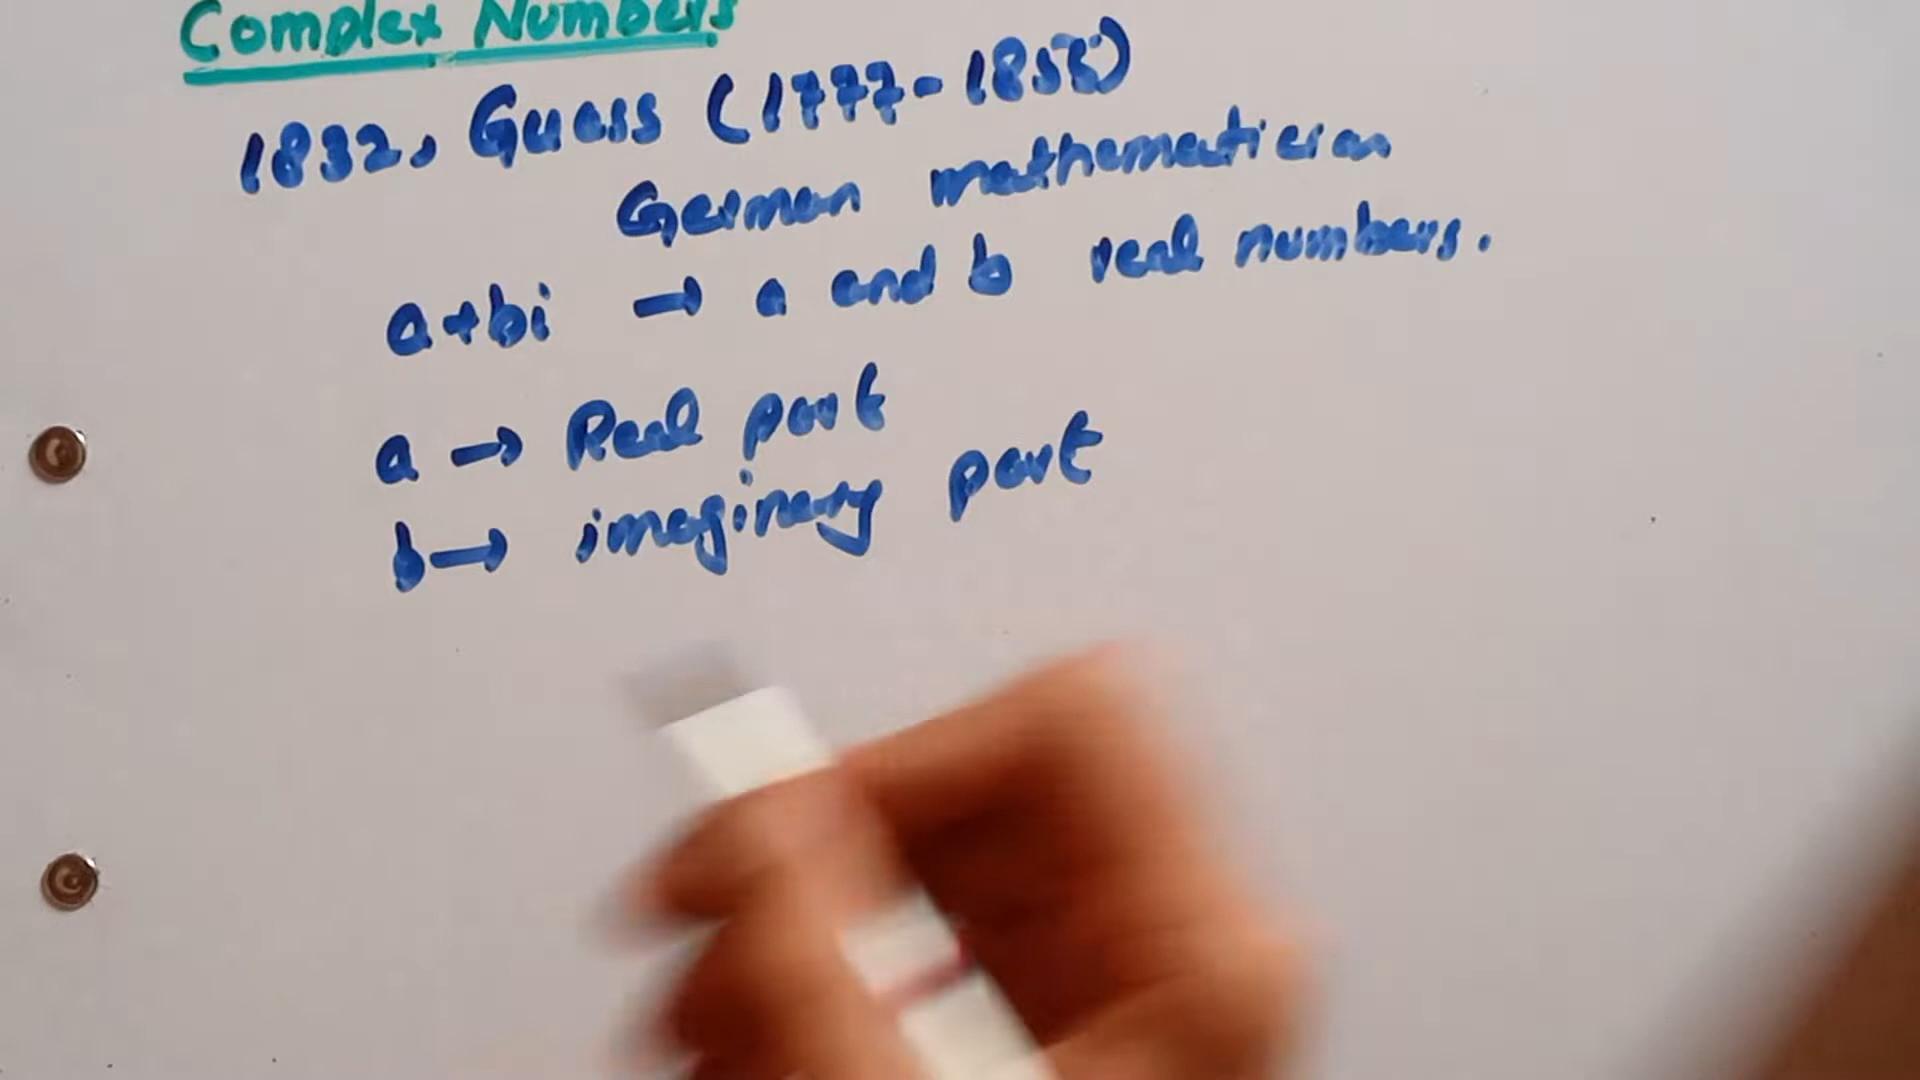 Complex Numbers
1832, Guass (1777-1855)
German mathematician
a+bi → a and b real numbers.
a → Real part
b → imaginary part